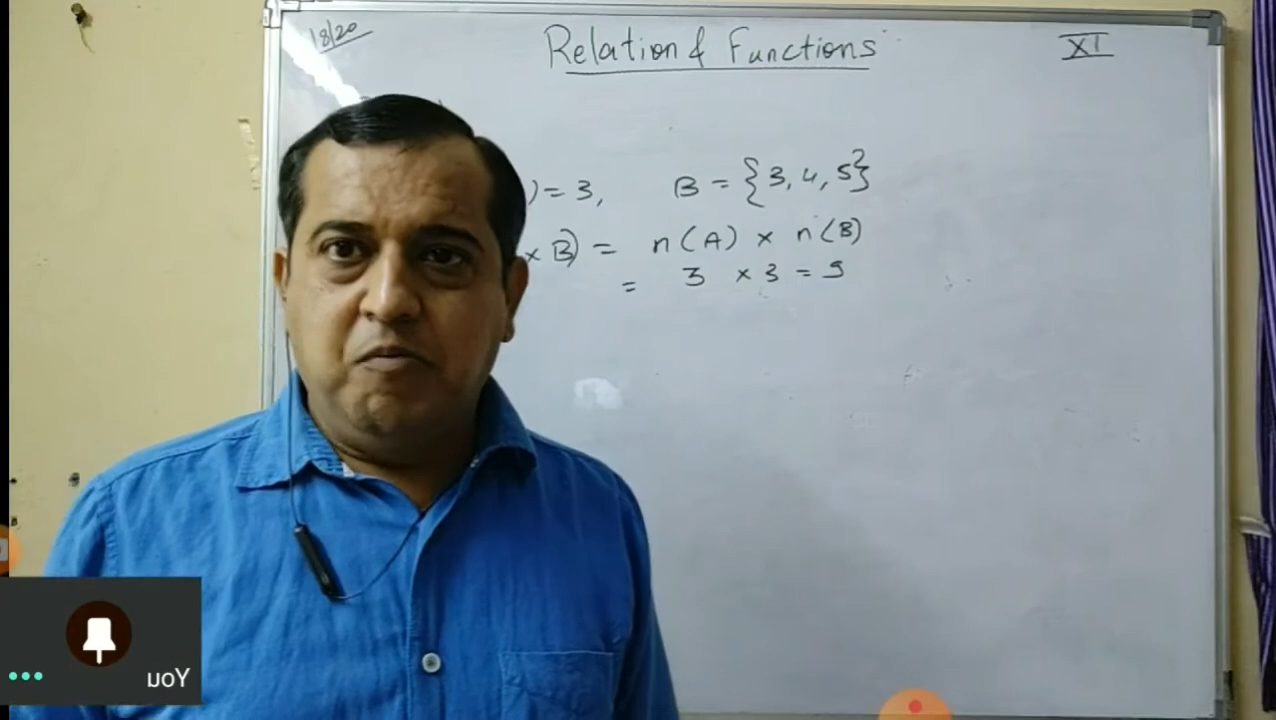 18/20
Relation & Functions
XI
) = 3, B = {3, 4, 5}
× B) = n(A) × n(B)
= 3 × 3 = 9
You